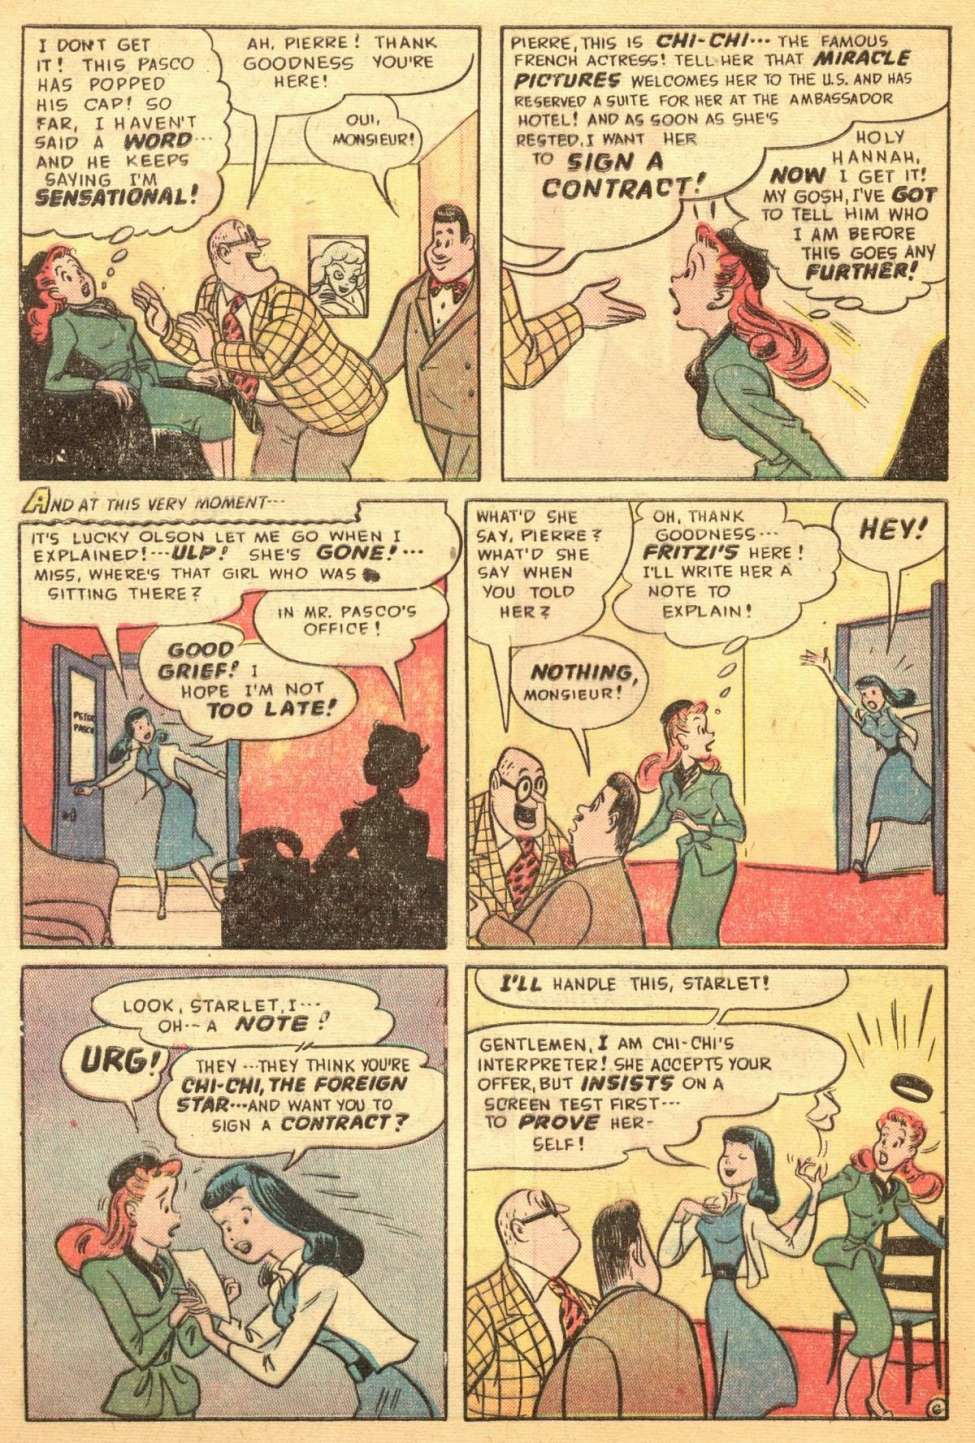 I DON'T GET
IT! THIS PASCO
HAS POPPED
HIS CAP! SO
FAR, I HAVEN'T
SAID A WORD...
AND HE KEEPS
SAYING I'M
SENSATIONAL!
AH, PIERRE! THANK
GOODNESS YOU'RE
HERE!
OUI,
MONSIEUR!
PIERRE, THIS IS CHI-CHI... THE FAMOUS
FRENCH ACTRESS! TELL HER THAT MIRACLE
PICTURES WELCOMES HER TO THE U.S. AND HAS
RESERVED A SUITE FOR HER AT THE AMBASSADOR
HOTEL! AND AS SOON AS SHE'S
RESTED, I WANT HER
TO SIGN A
CONTRACT!
HOLY
HANNAH,
NOW I GET IT!
MY GOSH, I'VE GOT
TO TELL HIM WHO
I AM BEFORE
THIS GOES ANY
FURTHER!
AND AT THIS VERY MOMENT---
IT'S LUCKY OLSON LET ME GO WHEN I
EXPLAINED!---ULP! SHE'S GONE!...
MISS, WHERE'S THAT GIRL WHO WAS
SITTING THERE?
IN MR. PASCO'S
OFFICE!
GOOD
GRIEF! I
HOPE I'M NOT
TOO LATE!
PETER
PASCO
WHAT'D SHE
SAY, PIERRE?
WHAT'D SHE
SAY WHEN
YOU TOLD
HER?
NOTHING,
MONSIEUR!
OH, THANK
GOODNESS---
FRITZI'S HERE!
I'LL WRITE HER A
NOTE TO
EXPLAIN!
HEY!
LOOK, STARLET, I---
OH-- A NOTE!
URG!
THEY ---THEY THINK YOU'RE
CHI-CHI, THE FOREIGN
STAR---AND WANT YOU TO
SIGN A CONTRACT?
I'LL HANDLE THIS, STARLET!
GENTLEMEN, I AM CHI-CHI'S
INTERPRETER! SHE ACCEPTS YOUR
OFFER, BUT INSISTS ON A
SCREEN TEST FIRST---
TO PROVE HER-
SELF!
6